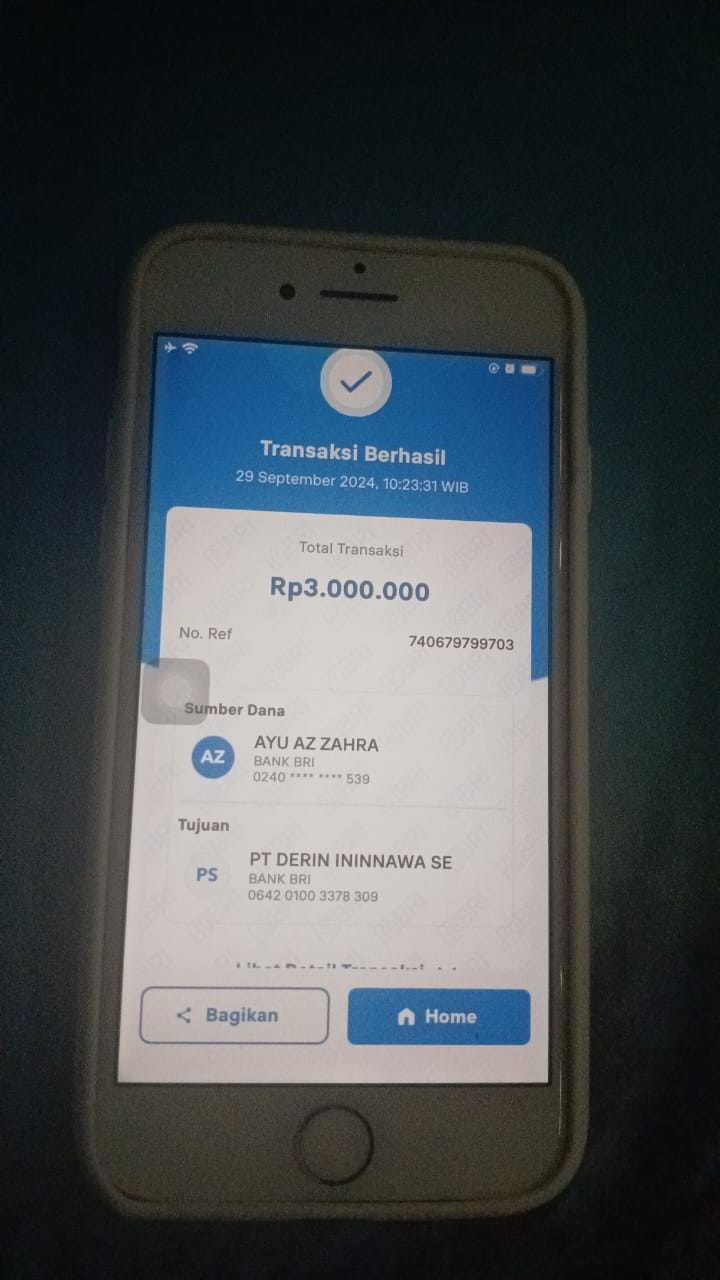 Transaksi Berhasil
29 September 2024, 10:23:31 WIB
Total Transaksi
Rp3.000.000
No. Ref 740679799703
Sumber Dana
AZ
AYU AZ ZAHRA
BANK BRI
0240 **** **** 539
Tujuan
PS
PT DERIN ININNAWA SE
BANK BRI
0642 0100 3378 309
Bagikan
Home